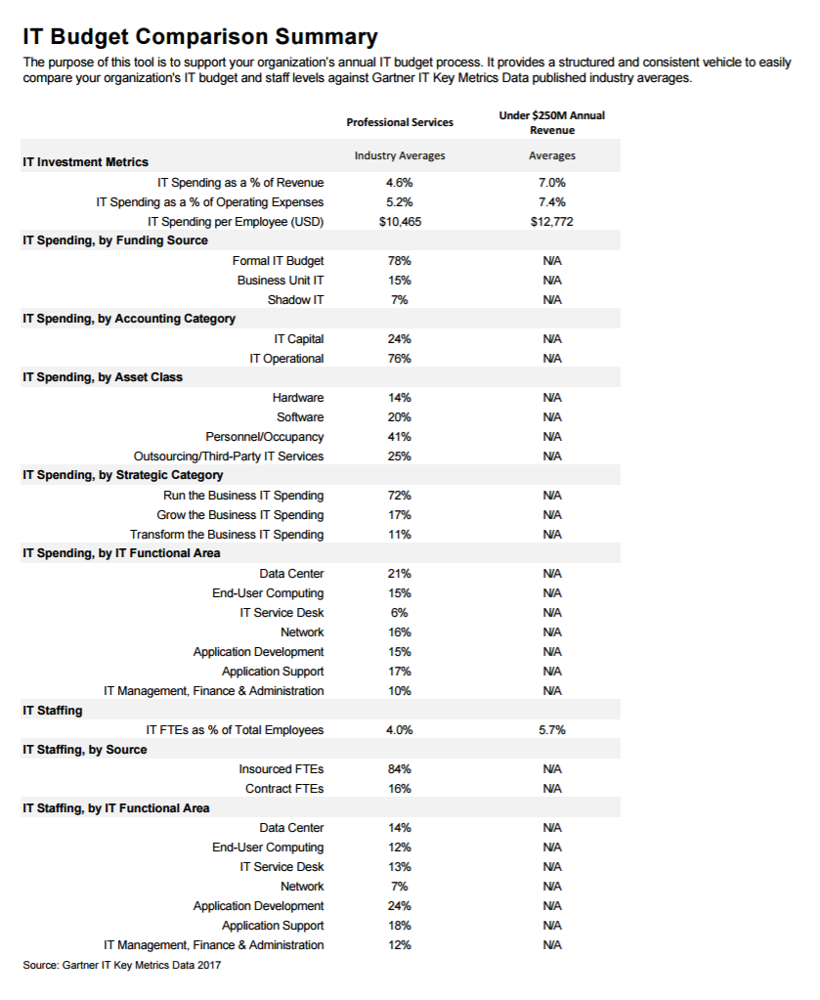 IT Budget Comparison Summary
The purpose of this tool is to support your organization's annual IT budget process. It provides a structured and consistent vehicle to easily
compare your organization's IT budget and staff levels against Gartner IT Key Metrics Data published industry averages.
Professional Services Under $250M Annual Revenue
IT Investment Metrics Industry Averages Averages
IT Spending as a % of Revenue 4.6% 7.0%
IT Spending as a % of Operating Expenses 5.2% 7.4%
IT Spending per Employee (USD) $10,465 $12,772
IT Spending, by Funding Source
Formal IT Budget 78% N/A
Business Unit IT 15% N/A
Shadow IT 7% N/A
IT Spending, by Accounting Category
IT Capital 24% N/A
IT Operational 76% N/A
IT Spending, by Asset Class
Hardware 14% N/A
Software 20% N/A
Personnel/Occupancy 41% N/A
Outsourcing/Third-Party IT Services 25% N/A
IT Spending, by Strategic Category
Run the Business IT Spending 72% N/A
Grow the Business IT Spending 17% N/A
Transform the Business IT Spending 11% N/A
IT Spending, by IT Functional Area
Data Center 21% N/A
End-User Computing 15% N/A
IT Service Desk 6% N/A
Network 16% N/A
Application Development 15% N/A
Application Support 17% N/A
IT Management, Finance & Administration 10% N/A
IT Staffing
IT FTEs as % of Total Employees 4.0% 5.7%
IT Staffing, by Source
Insourced FTEs 84% N/A
Contract FTEs 16% N/A
IT Staffing, by IT Functional Area
Data Center 14% N/A
End-User Computing 12% N/A
IT Service Desk 13% N/A
Network 7% N/A
Application Development 24% N/A
Application Support 18% N/A
IT Management, Finance & Administration 12% N/A
Source: Gartner IT Key Metrics Data 2017